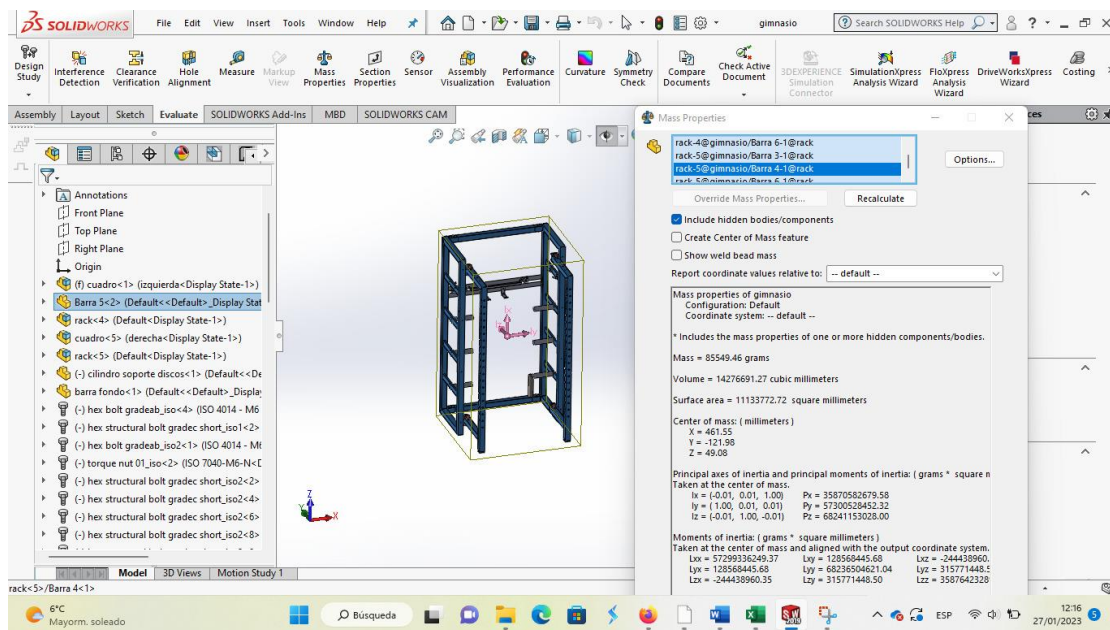 SOLIDWORKS File Edit View Insert Tools Window Help gimnasio Search SOLIDWORKS Help
Design Study
Interference Detection
Clearance Verification
Hole Alignment
Measure
Markup View
Mass Properties
Section Properties
Sensor
Assembly Visualization
Performance Evaluation
Curvature
Symmetry Check
Compare Documents
Check Active Document
3DEXPERIENCE Simulation Connector
SimulationXpress Analysis Wizard
FloXpress Analysis Wizard
DriveWorksXpress Wizard
Costing
Assembly Layout Sketch Evaluate SOLIDWORKS Add-Ins MBD SOLIDWORKS CAM
Annotations
Front Plane
Top Plane
Right Plane
Origin
(f) cuadro<1> (izquierda<Display State-1>)
Barra 5<2> (Default<<Default>_Display Stat
rack<4> (Default<Display State-1>)
cuadro<5> (derecha<Display State-1>)
rack<5> (Default<Display State-1>)
(-) cilindro soporte discos<1> (Default<<De
barra fondo<1> (Default<<Default>_Display
(-) hex bolt gradeab_iso<4> (ISO 4014 - M6
(-) hex structural bolt gradec short_iso1<2>
(-) hex bolt gradeab_iso2<1> (ISO 4014 - M6
(-) torque nut 01_iso<2> (ISO 7040-M6-N<D
(-) hex structural bolt gradec short_iso2<2>
(-) hex structural bolt gradec short_iso2<4>
(-) hex structural bolt gradec short_iso2<6>
(-) hex structural bolt gradec short_iso2<8>
Z
X
Mass Properties
rack-4@gimnasio/Barra 6-1@rack
rack-5@gimnasio/Barra 3-1@rack
rack-5@gimnasio/Barra 4-1@rack
rack-5@gimnasio/Barra 6-1@rack
Options...
Override Mass Properties... Recalculate
Include hidden bodies/components
Create Center of Mass feature
Show weld bead mass
Report coordinate values relative to: -- default --
Mass properties of gimnasio
Configuration: Default
Coordinate system: -- default --
* Includes the mass properties of one or more hidden components/bodies.
Mass = 85549.46 grams
Volume = 14276691.27 cubic millimeters
Surface area = 11133772.72 square millimeters
Center of mass: ( millimeters )
X = 461.55
Y = -121.98
Z = 49.08
Principal axes of inertia and principal moments of inertia: ( grams * square n
Taken at the center of mass.
Ix = (-0.01, 0.01, 1.00) Px = 35870582679.58
Iy = ( 1.00, 0.01, 0.01) Py = 57300528452.32
Iz = (-0.01, 1.00, -0.01) Pz = 68241153028.00
Moments of inertia: ( grams * square millimeters )
Taken at the center of mass and aligned with the output coordinate system.
Lxx = 57299336249.37 Lxy = 128568445.68 Lxz = -244438960.
Lyx = 128568445.68 Lyy = 68236504621.04 Lyz = 315771448.5
Lzx = -244438960.35 Lzy = 315771448.50 Lzz = 3587642328
Model 3D Views Motion Study 1
rack<5>/Barra 4<1>
6°C
Mayorm. soleado
Búsqueda
ESP
12:16
27/01/2023
5